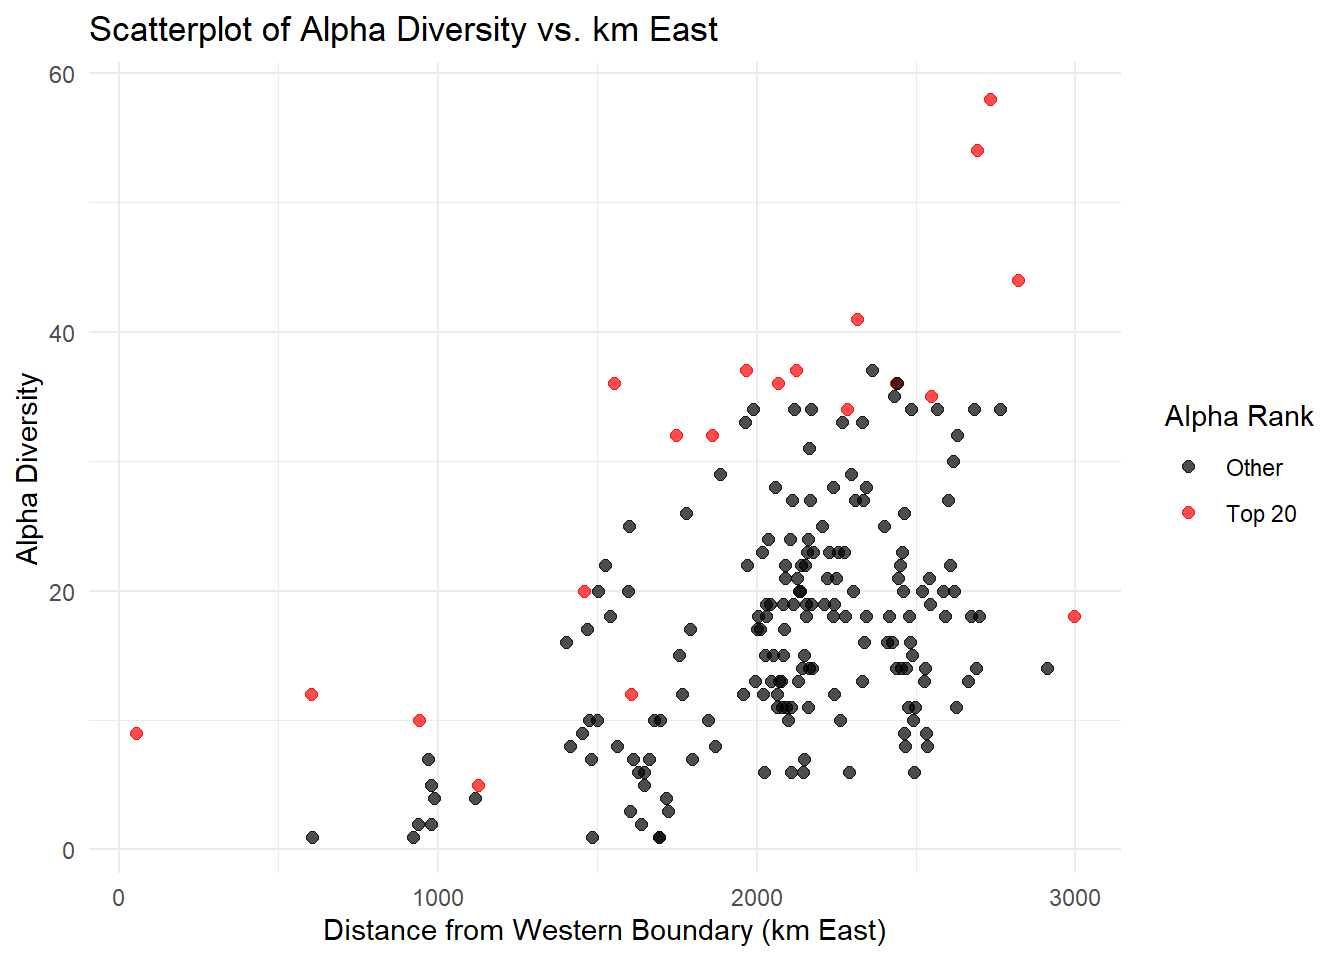 Scatterplot of Alpha Diversity vs. km East
60
40
20
0
Alpha Diversity
0 1000 2000 3000
Distance from Western Boundary (km East)
Alpha Rank
Other
Top 20